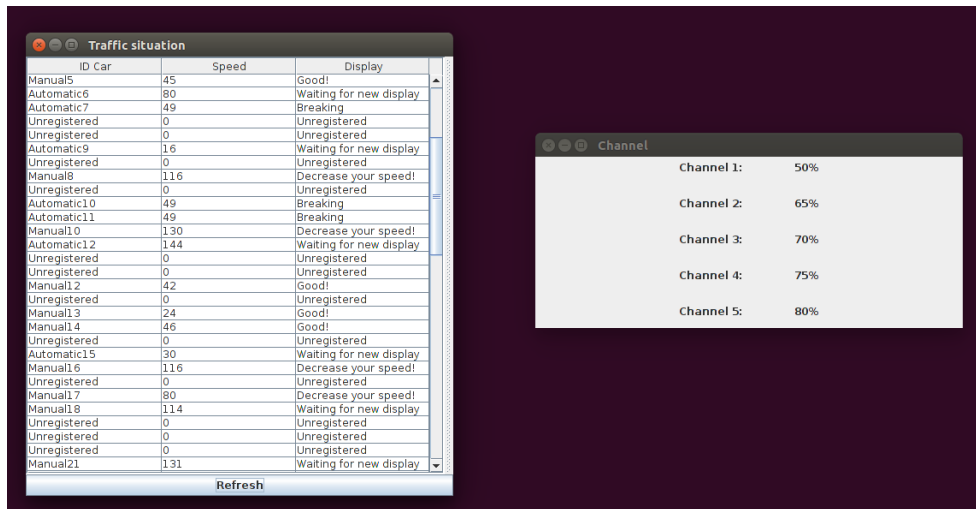 Traffic situation
ID Car Speed Display
Manual5 45 Good!
Automatic6 80 Waiting for new display
Automatic7 49 Breaking
Unregistered 0 Unregistered
Unregistered 0 Unregistered
Automatic9 16 Waiting for new display
Unregistered 0 Unregistered
Manual8 116 Decrease your speed!
Unregistered 0 Unregistered
Automatic10 49 Breaking
Automatic11 49 Breaking
Manual10 130 Decrease your speed!
Automatic12 144 Waiting for new display
Unregistered 0 Unregistered
Unregistered 0 Unregistered
Manual12 42 Good!
Unregistered 0 Unregistered
Manual13 24 Good!
Manual14 46 Good!
Unregistered 0 Unregistered
Automatic15 30 Waiting for new display
Manual16 116 Decrease your speed!
Unregistered 0 Unregistered
Manual17 80 Decrease your speed!
Manual18 114 Waiting for new display
Unregistered 0 Unregistered
Unregistered 0 Unregistered
Unregistered 0 Unregistered
Manual21 131 Waiting for new display
Refresh
Channel
Channel 1: 50%
Channel 2: 65%
Channel 3: 70%
Channel 4: 75%
Channel 5: 80%